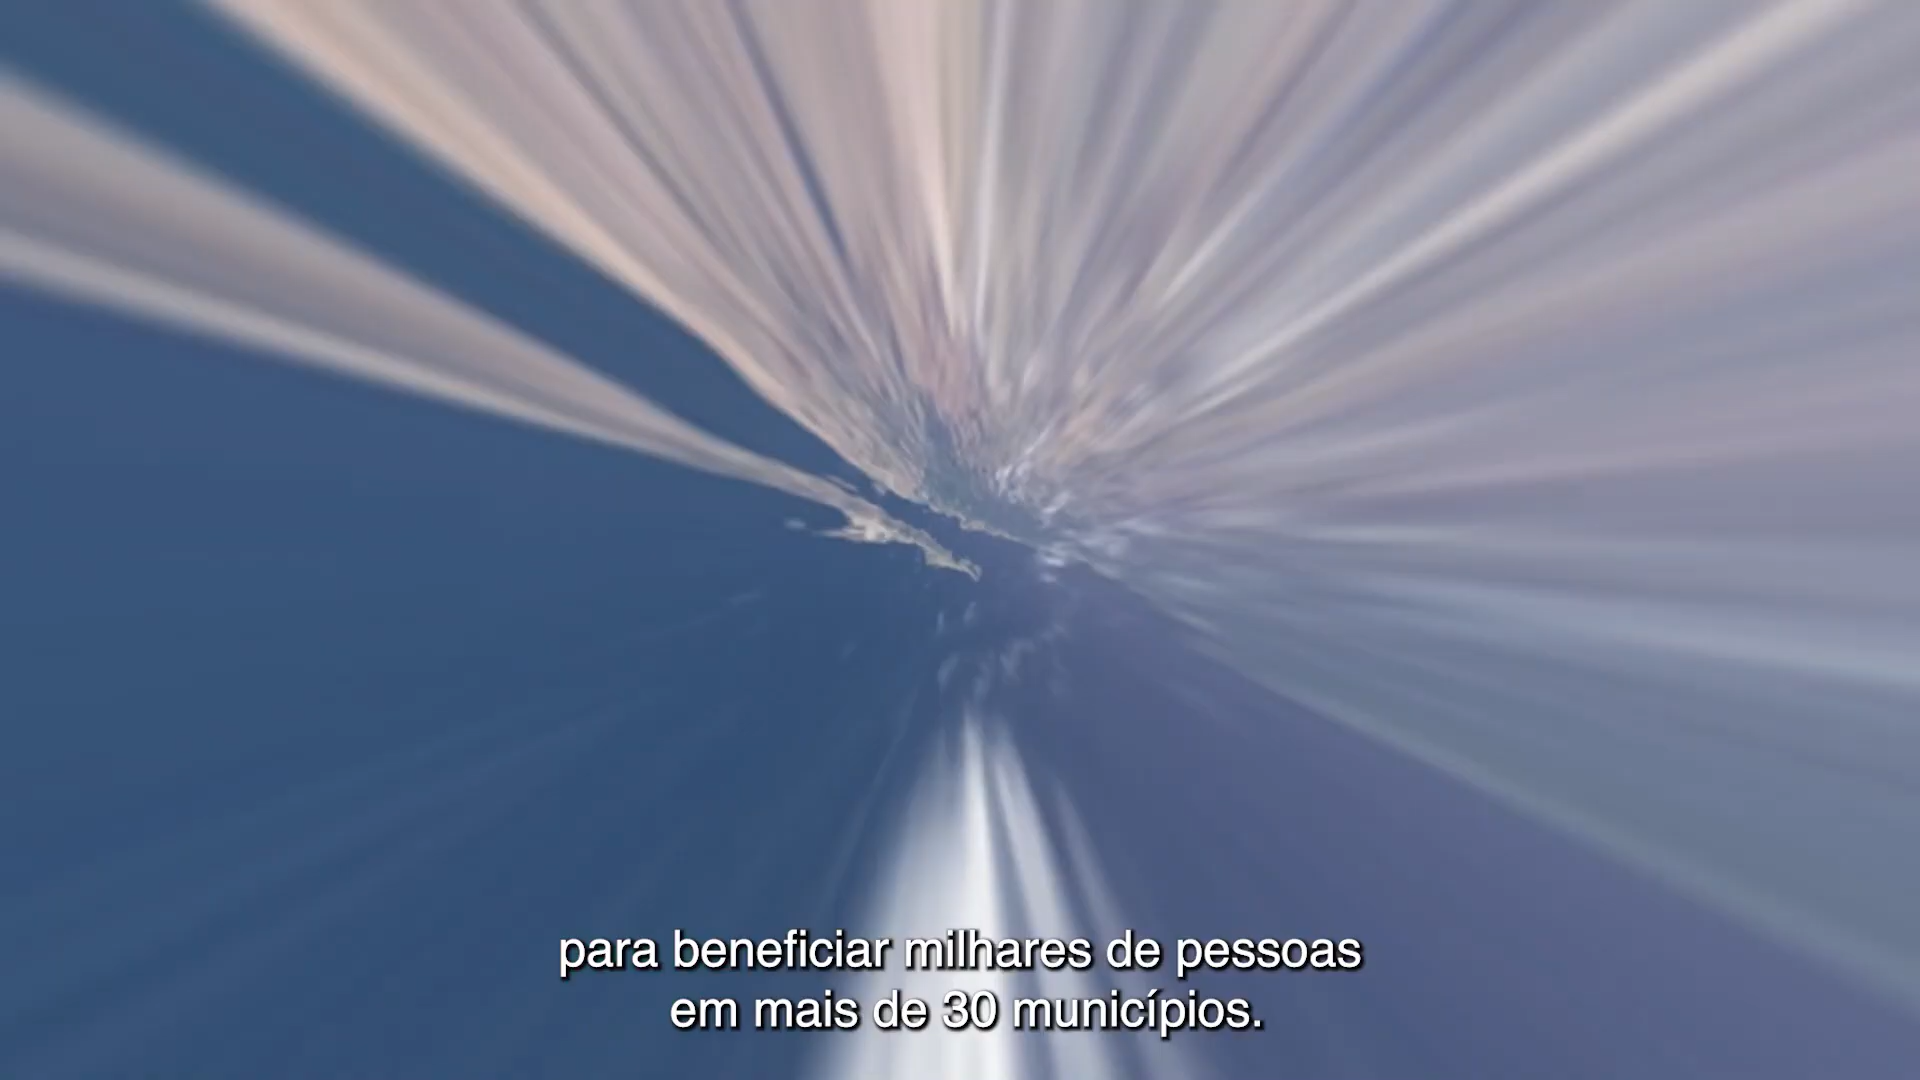 para beneficiar milhares de pessoas
em mais de 30 municípios.